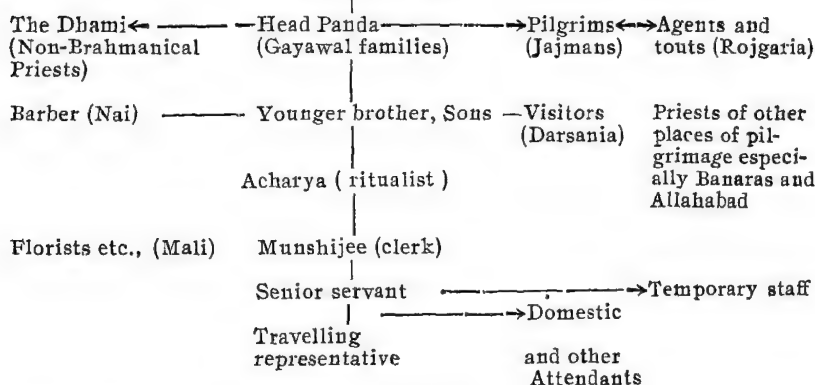 The Dhami Head Panda Pilgrims Agents and
(Non-Brahmanical (Gayawal families) (Jajmans) touts (Rojgaria)
Priests)
Barber (Nai) Younger brother, Sons Visitors Priests of other
(Darsania) places of pil-
grimage especi-
ally Banaras and
Acharya ( ritualist ) Allahabad
Florists etc., (Mali) Munshijee (clerk)
Senior servant Temporary staff
Domestic
Travelling
representative and other
Attendants